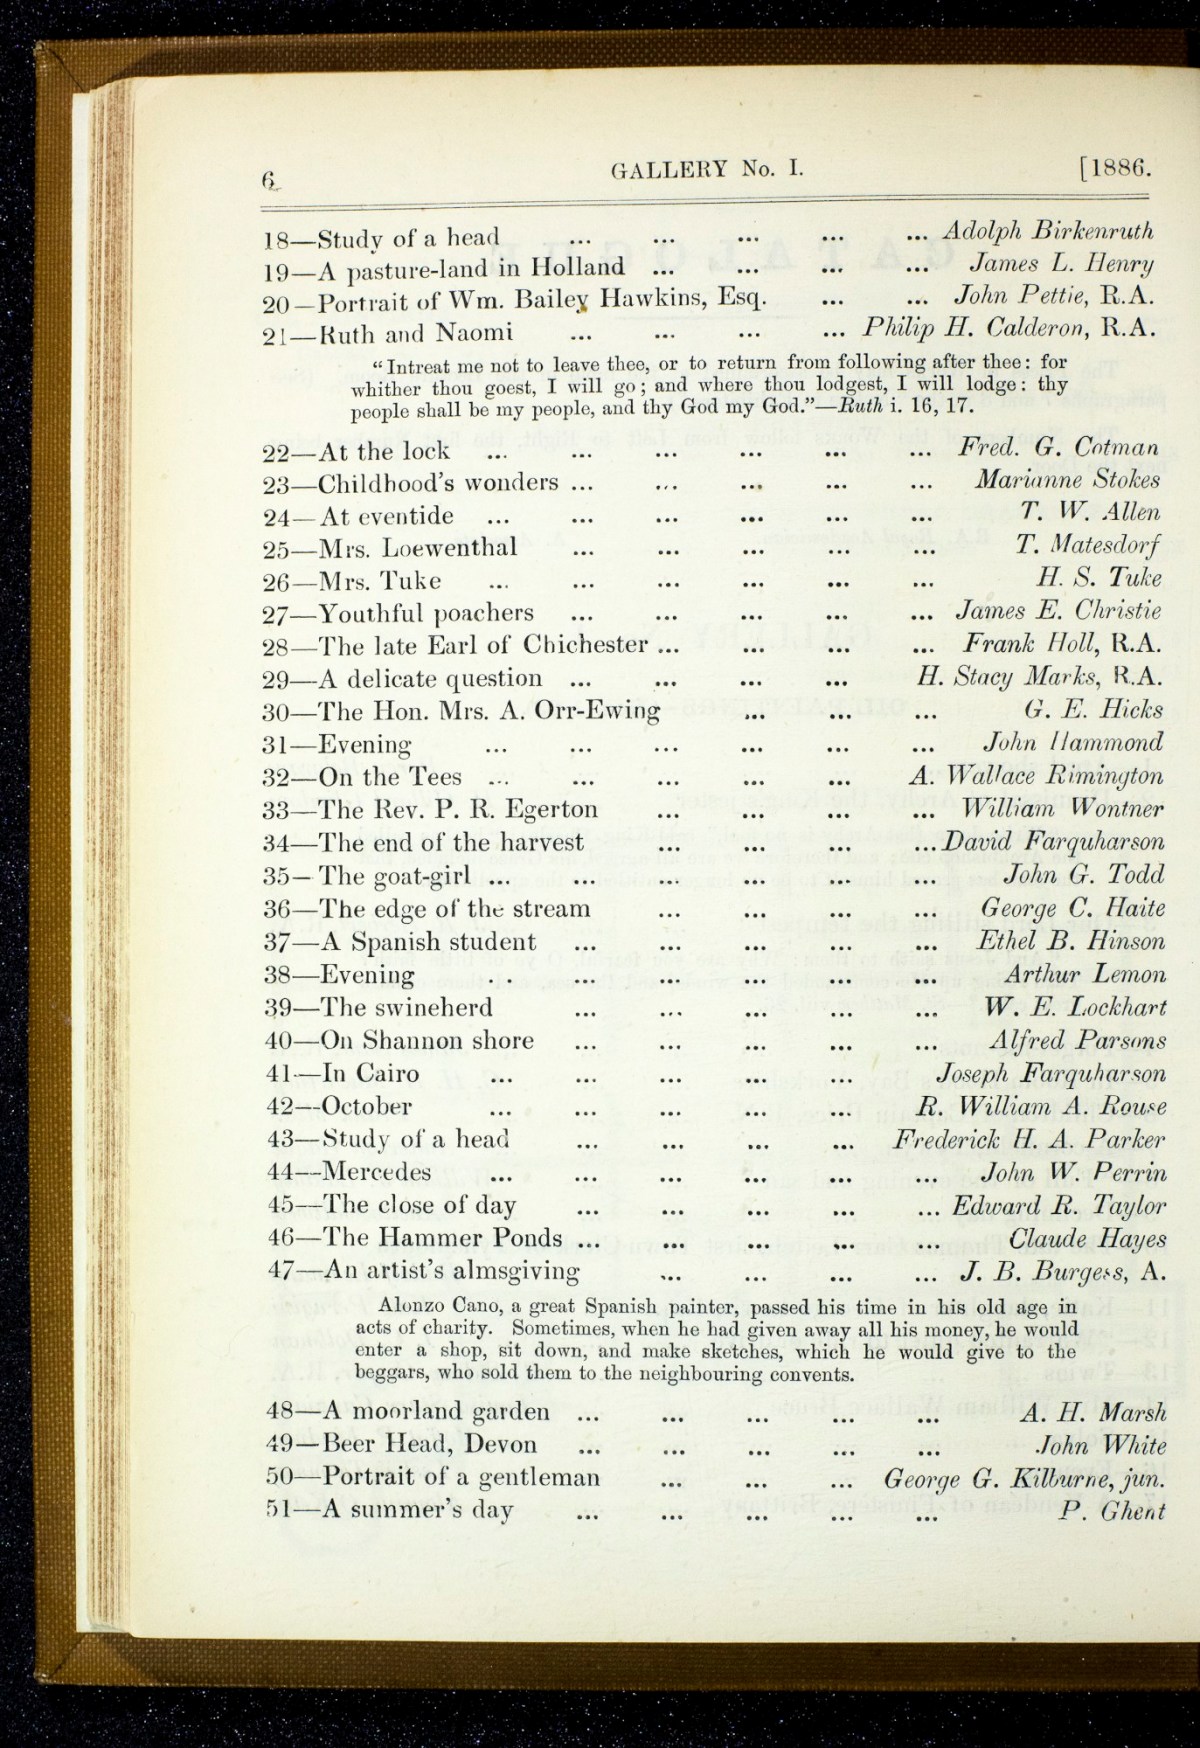 6 GALLERY No. I. [1886.
18—Study of a head ... ... ... ... ... Adolph Birkenruth
19—A pasture-land in Holland ... ... ... ... James L. Henry
20—Portrait of Wm. Bailey Hawkins, Esq. ... ... John Pettie, R.A.
21—Ruth and Naomi ... ... ... ... Philip H. Calderon, R.A.
"Intreat me not to leave thee, or to return from following after thee: for
whither thou goest, I will go; and where thou lodgest, I will lodge: thy
people shall be my people, and thy God my God."—Ruth i. 16, 17.
22—At the lock ... ... ... ... ... ... Fred. G. Cotman
23—Childhood's wonders ... ... ... ... ... Marianne Stokes
24—At eventide ... ... ... ... ... ... T. W. Allen
25—Mrs. Loewenthal ... ... ... ... ... T. Matesdorf
26—Mrs. Tuke ... ... ... ... ... ... H. S. Tuke
27—Youthful poachers ... ... ... ... ... James E. Christie
28—The late Earl of Chichester ... ... ... ... Frank Holl, R.A.
29—A delicate question ... ... ... ... H. Stacy Marks, R.A.
30—The Hon. Mrs. A. Orr-Ewing ... ... ... G. E. Hicks
31—Evening ... ... ... ... ... ... John Hammond
32—On the Tees ... ... ... ... ... A. Wallace Rimington
33—The Rev. P. R. Egerton ... ... ... ... William Wontner
34—The end of the harvest ... ... ... ... David Farquharson
35—The goat-girl ... ... ... ... ... ... John G. Todd
36—The edge of the stream ... ... ... ... George C. Haite
37—A Spanish student ... ... ... ... ... Ethel B. Hinson
38—Evening ... ... ... ... ... ... Arthur Lemon
39—The swineherd ... ... ... ... ... W. E. Lockhart
40—On Shannon shore ... ... ... ... ... Alfred Parsons
41—In Cairo ... ... ... ... ... Joseph Farquharson
42—October ... ... ... ... ... R. William A. Rouse
43—Study of a head ... ... ... ... Frederick H. A. Parker
44—Mercedes ... ... ... ... ... ... John W. Perrin
45—The close of day ... ... ... ... ... Edward R. Taylor
46—The Hammer Ponds ... ... ... ... ... Claude Hayes
47—An artist's almsgiving ... ... ... ... J. B. Burgess, A.
Alonzo Cano, a great Spanish painter, passed his time in his old age in
acts of charity. Sometimes, when he had given away all his money, he would
enter a shop, sit down, and make sketches, which he would give to the
beggars, who sold them to the neighbouring convents.
48—A moorland garden ... ... ... ... ... A. H. Marsh
49—Beer Head, Devon ... ... ... ... ... John White
50—Portrait of a gentleman ... ... ... George G. Kilburne, jun.
51—A summer's day ... ... ... ... ... P. Ghent